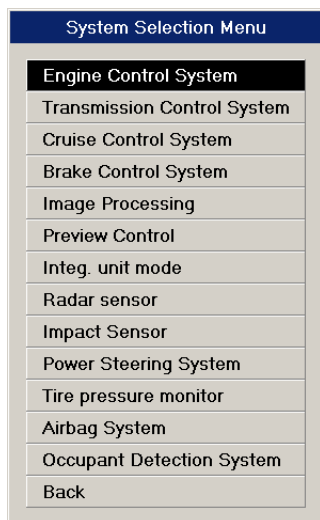 System Selection Menu
Engine Control System
Transmission Control System
Cruise Control System
Brake Control System
Image Processing
Preview Control
Integ. unit mode
Radar sensor
Impact Sensor
Power Steering System
Tire pressure monitor
Airbag System
Occupant Detection System
Back